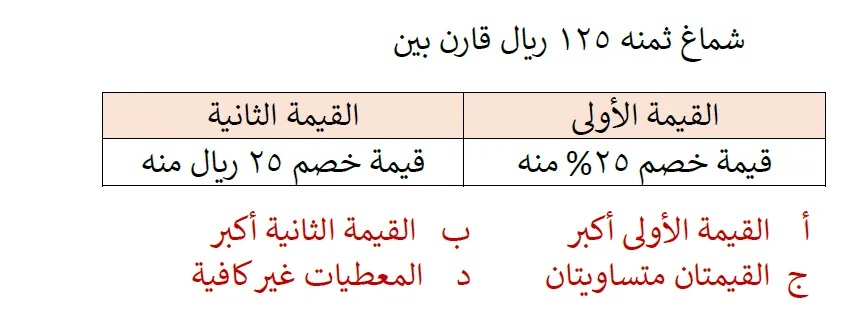 شماغ ثمنه ١٢٥ ريال قارن بين
القيمة الأولى القيمة الثانية
قيمة خصم ٢٥% منه قيمة خصم ٢٥ ريال منه
أ القيمة الأولى أكبر ب القيمة الثانية أكبر
ج القيمتان متساويتان د المعطيات غير كافية